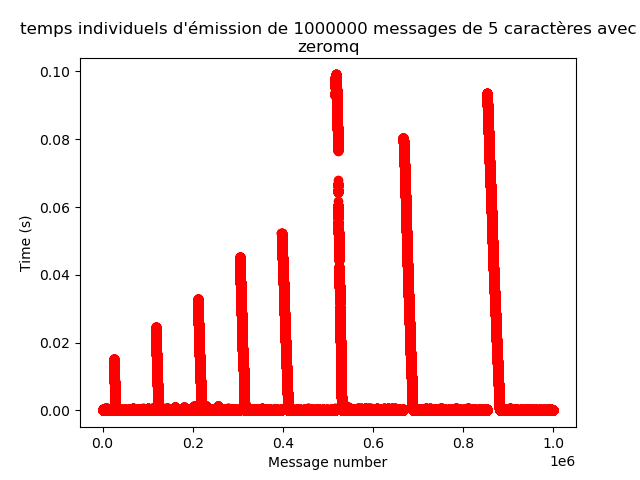 temps individuels d'émission de 1000000 messages de 5 caractères avec
zeromq
0.10
0.08
0.06
0.04
0.02
0.00
Time (s)
0.0 0.2 0.4 0.6 0.8 1.0
1e6
Message number